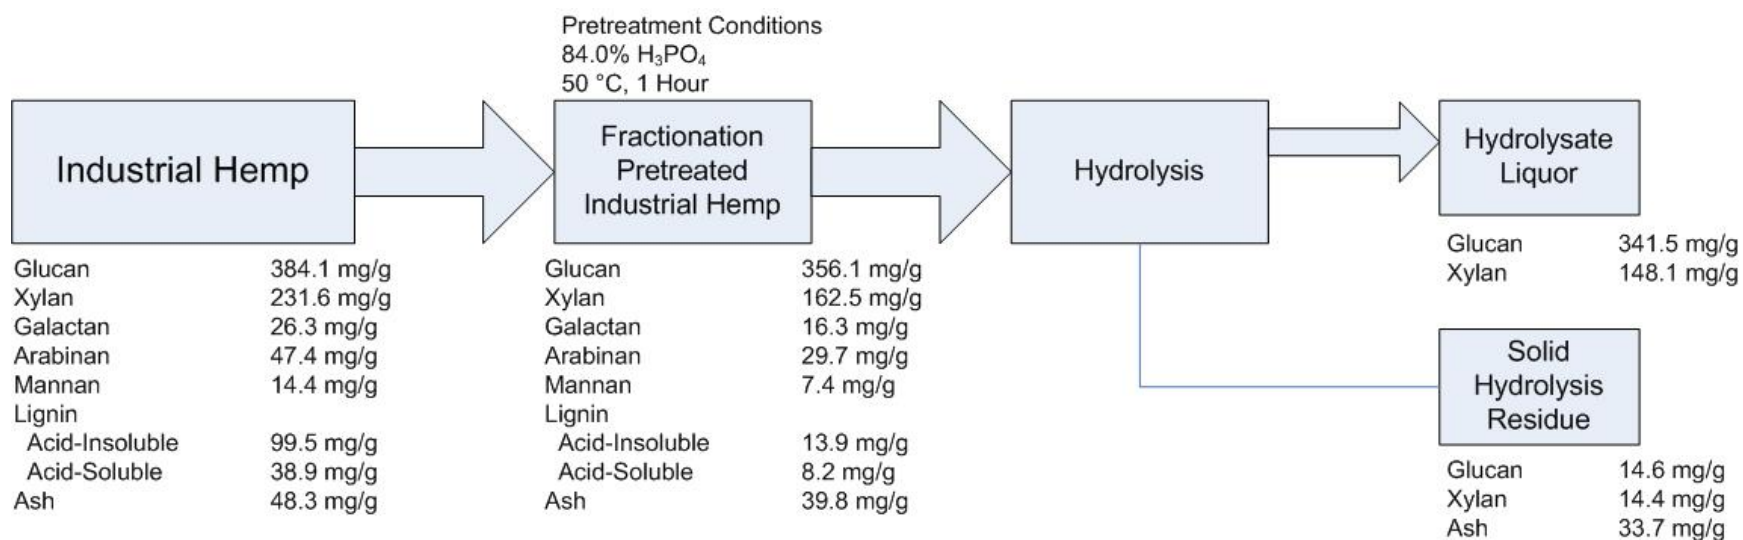 Pretreatment Conditions
84.0% H₃PO₄
50 °C, 1 Hour
Industrial Hemp
Fractionation
Pretreated
Industrial Hemp
Hydrolysis
Hydrolysate
Liquor
Glucan 384.1 mg/g
Xylan 231.6 mg/g
Galactan 26.3 mg/g
Arabinan 47.4 mg/g
Mannan 14.4 mg/g
Lignin
Acid-Insoluble 99.5 mg/g
Acid-Soluble 38.9 mg/g
Ash 48.3 mg/g
Glucan 356.1 mg/g
Xylan 162.5 mg/g
Galactan 16.3 mg/g
Arabinan 29.7 mg/g
Mannan 7.4 mg/g
Lignin
Acid-Insoluble 13.9 mg/g
Acid-Soluble 8.2 mg/g
Ash 39.8 mg/g
Glucan 341.5 mg/g
Xylan 148.1 mg/g
Solid
Hydrolysis
Residue
Glucan 14.6 mg/g
Xylan 14.4 mg/g
Ash 33.7 mg/g